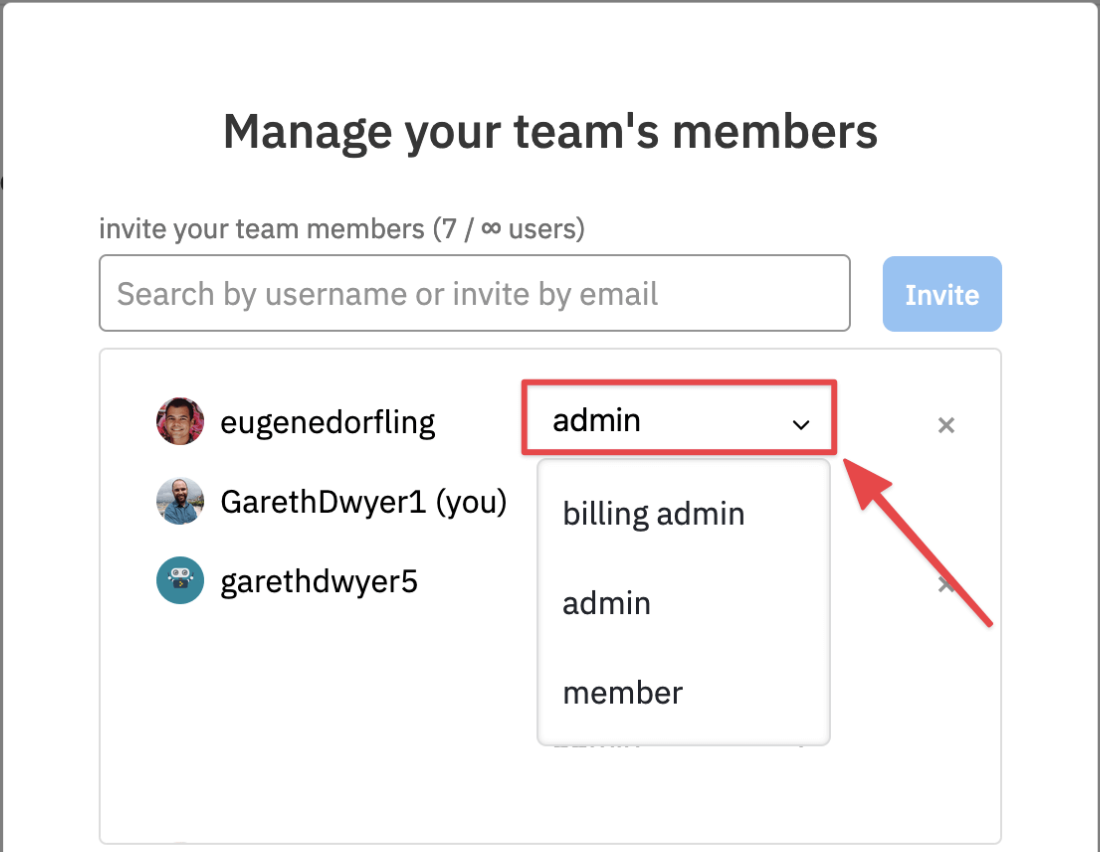 Manage your team's members
invite your team members (7 / ∞ users)
Search by username or invite by email
Invite
eugenedorfling
admin
GarethDwyer1 (you)
billing admin
garethdwyer5
admin
member